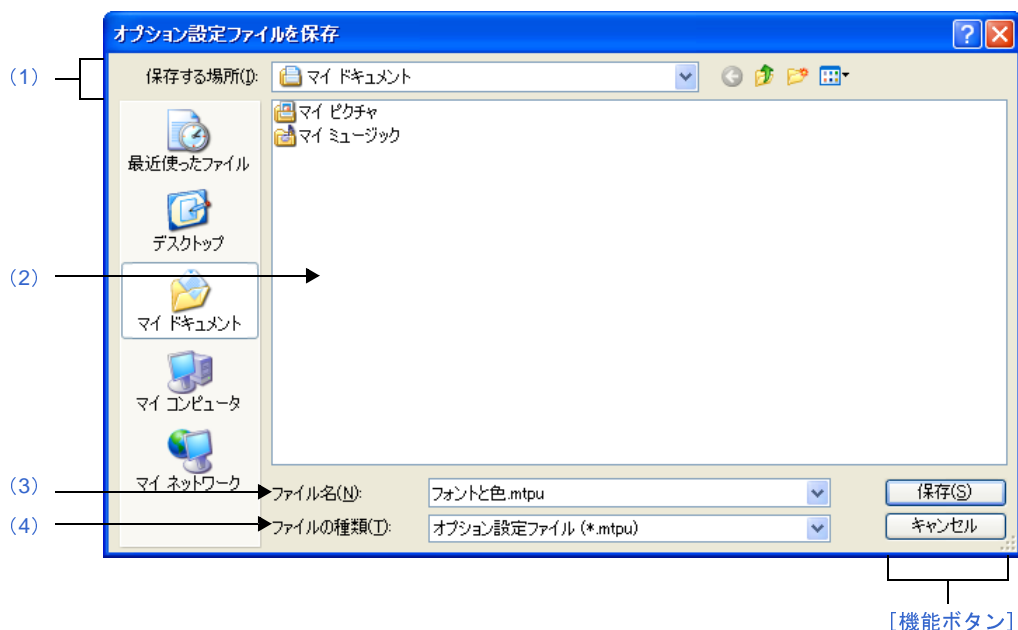 オプション設定ファイルを保存
(1)
保存する場所(I):
マイ ドキュメント
マイ ピクチャ
マイ ミュージック
最近使ったファイル
デスクトップ
(2)
マイ ドキュメント
マイ コンピュータ
マイ ネットワーク
(3)
ファイル名(N):
フォントと色.mtpu
保存(S)
(4)
ファイルの種類(T):
オプション設定ファイル (*.mtpu)
キャンセル
[機能ボタン]